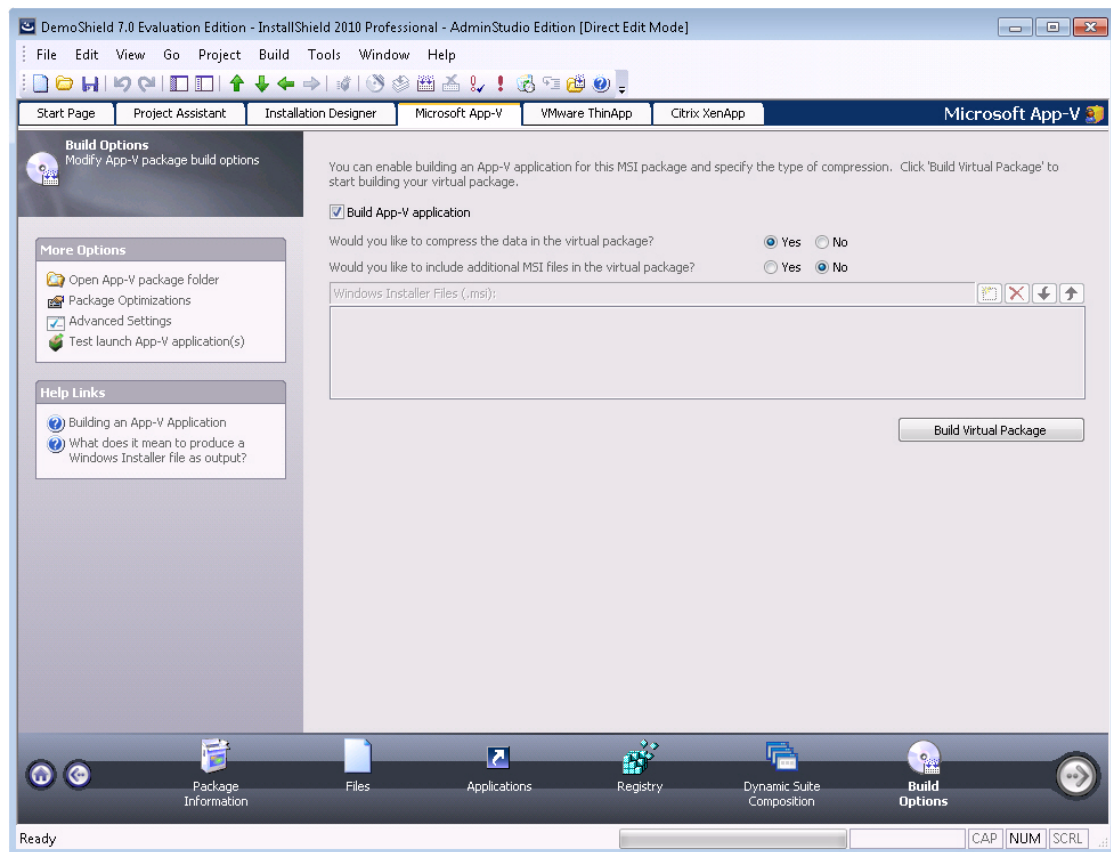 DemoShield 7.0 Evaluation Edition - InstallShield 2010 Professional - AdminStudio Edition [Direct Edit Mode]
File Edit View Go Project Build Tools Window Help
Start Page Project Assistant Installation Designer Microsoft App-V VMware ThinApp Citrix XenApp Microsoft App-V
Build Options
Modify App-V package build options
More Options
Open App-V package folder
Package Optimizations
Advanced Settings
Test launch App-V application(s)
Help Links
Building an App-V Application
What does it mean to produce a
Windows Installer file as output?
You can enable building an App-V application for this MSI package and specify the type of compression. Click 'Build Virtual Package' to
start building your virtual package.
Build App-V application
Would you like to compress the data in the virtual package? Yes No
Would you like to include additional MSI files in the virtual package? Yes No
Windows Installer Files (.msi):
Build Virtual Package
Package
Information
Files
Applications
Registry
Dynamic Suite
Composition
Build
Options
Ready CAP NUM SCRL